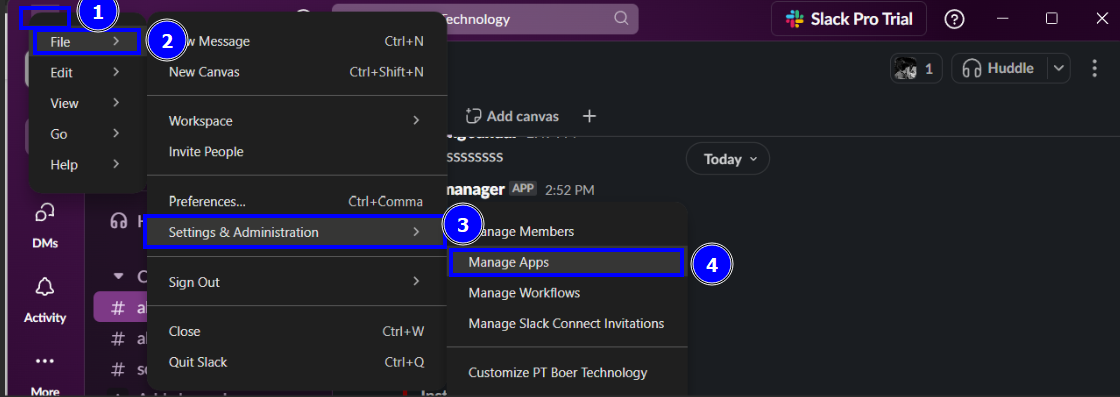 1
Technology
Slack Pro Trial
File
2
Message
Ctrl+N
Edit
New Canvas
Ctrl+Shift+N
1
Huddle
View
Go
Workspace
Add canvas
Help
Invite People
sssssssss
Today
Preferences...
Ctrl+Comma
manager APP 2:52 PM
DMs
Settings & Administration
3
Manage Members
Manage Apps
4
Sign Out
Manage Workflows
Activity
Close
Ctrl+W
Manage Slack Connect Invitations
Quit Slack
Ctrl+Q
Customize PT Boer Technology
More